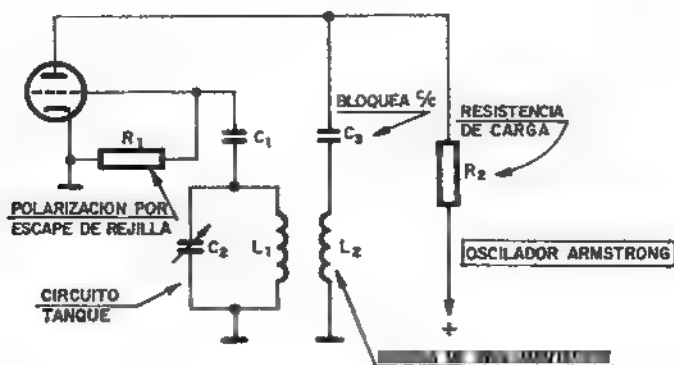 BLOQUEA C/C
RESISTENCIA
DE CARGA
R1
C1
C3
R2
POLARIZACION POR
ESCAPE DE REJILLA
C2
L1
L2
OSCILADOR ARMSTRONG
CIRCUITO
TANQUE
+